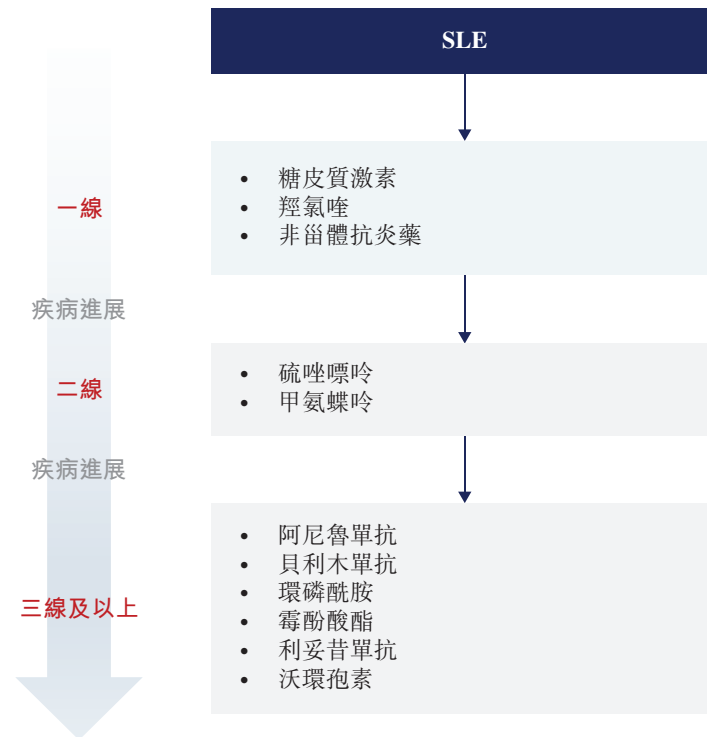 SLE
一線
• 糖皮質激素
• 羥氯喹
• 非甾體抗炎藥
疾病進展
二線
• 硫唑嘌呤
• 甲氨蝶呤
疾病進展
三線及以上
• 阿尼魯單抗
• 貝利木單抗
• 環磷酰胺
• 霉酚酸酯
• 利妥昔單抗
• 沃環孢素